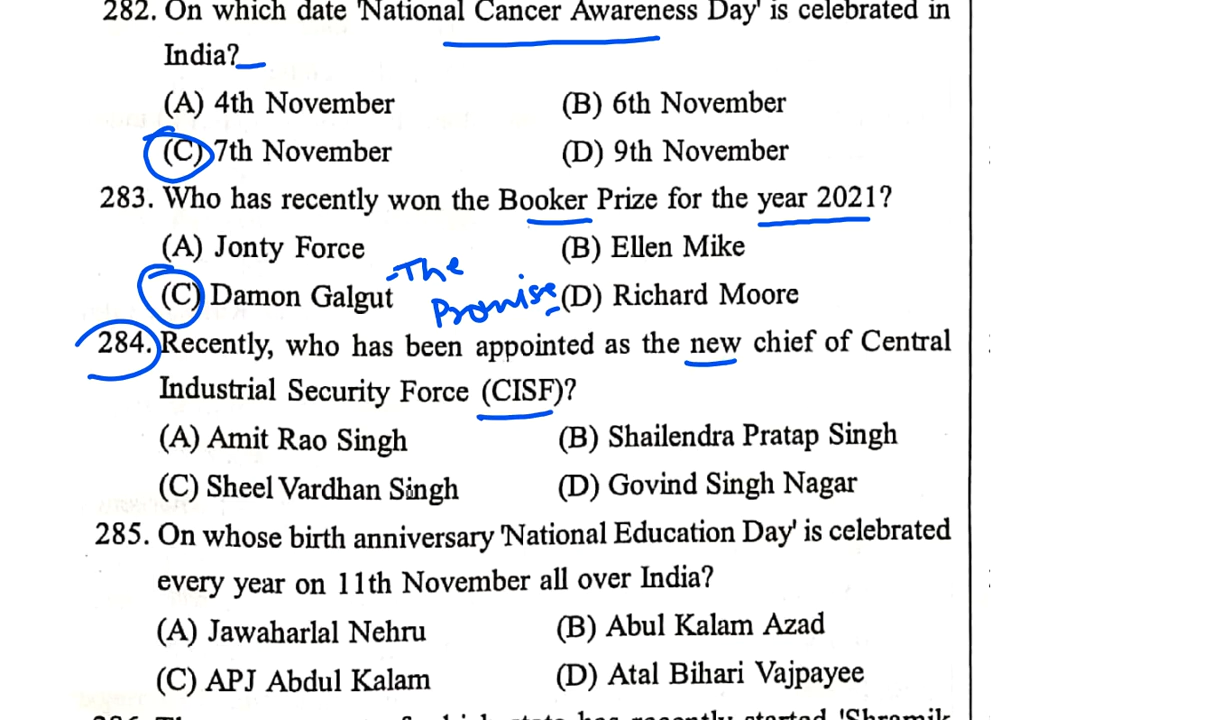 282. On which date 'National Cancer Awareness Day' is celebrated in
India?
(A) 4th November (B) 6th November
(C) 7th November (D) 9th November
283. Who has recently won the Booker Prize for the year 2021?
(A) Jonty Force (B) Ellen Mike
-The
Promise
(C) Damon Galgut (D) Richard Moore
284. Recently, who has been appointed as the new chief of Central
Industrial Security Force (CISF)?
(A) Amit Rao Singh (B) Shailendra Pratap Singh
(C) Sheel Vardhan Singh (D) Govind Singh Nagar
285. On whose birth anniversary 'National Education Day' is celebrated
every year on 11th November all over India?
(A) Jawaharlal Nehru (B) Abul Kalam Azad
(C) APJ Abdul Kalam (D) Atal Bihari Vajpayee